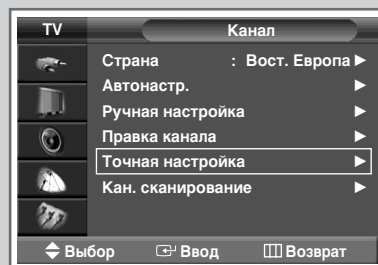 TV Канал
Страна : Вост. Европа
Автонастр.
Ручная настройка
Правка канала
Точная настройка
Кан. сканирование
Выбор Ввод Возврат